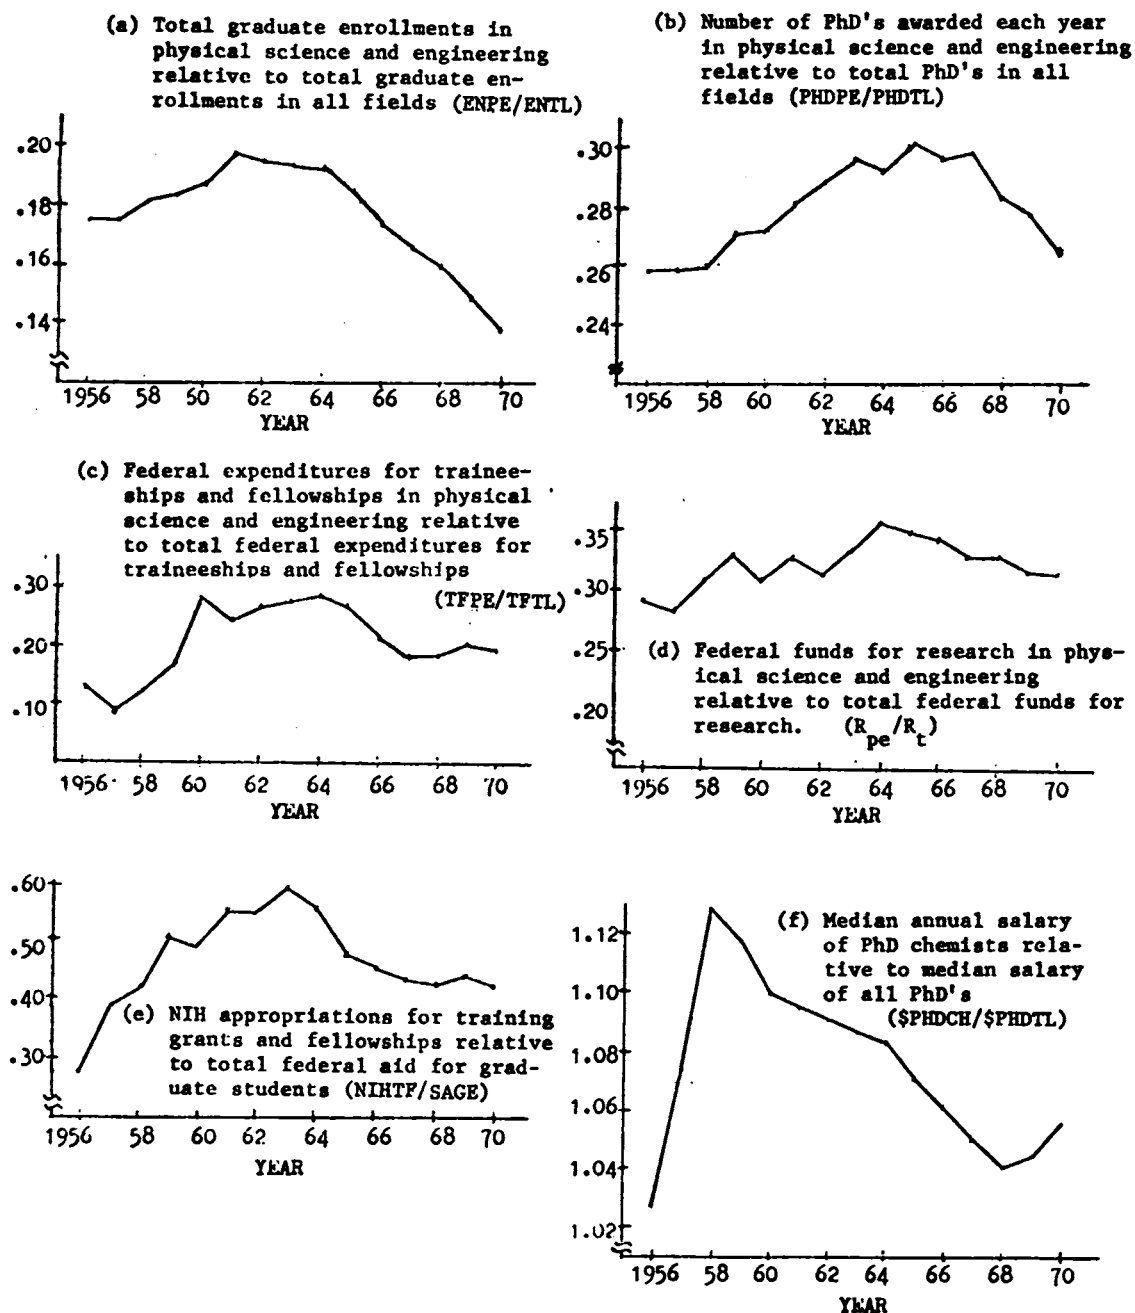 (a) Total graduate enrollments in
physical science and engineering
relative to total graduate en-
rollments in all fields (ENPE/ENTL)
.20
.18
.16
.14
1956 58 50 62 64 66 68 70
YEAR
(b) Number of PhD's awarded each year
in physical science and engineering
relative to total PhD's in all
fields (PHDPE/PHDTL)
.30
.28
.26
.24
1956 58 60 62 64 66 68 70
YEAR
(c) Federal expenditures for trainee-
ships and fellowships in physical
science and engineering relative
to total federal expenditures for
traineeships and fellowships
(TFPE/TFTL)
.30
.20
.10
1956 58 60 62 64 66 68 70
YEAR
.35
.30
.25
.20
(d) Federal funds for research in phys-
ical science and engineering
relative to total federal funds for
research. (Rpe/Rt)
1956 58 60 62 64 66 68 70
YEAR
.60
.50
.40
.30
(e) NIH appropriations for training
grants and fellowships relative
to total federal aid for grad-
uate students (NIHTF/SAGE)
1956 58 60 62 64 66 68 70
YEAR
(f) Median annual salary
of PhD chemists rela-
tive to median salary
of all PhD's
($PHDCH/$PHDTL)
1.12
1.10
1.08
1.06
1.04
1.02
1956 58 60 62 64 66 68 70
YEAR